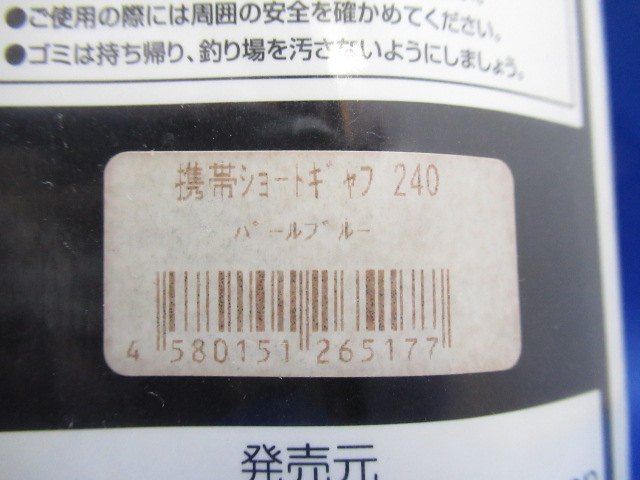 ●ご使用の際には周囲の安全を確かめてください。
●ゴミは持ち帰り、釣り場を汚さないようにしましょう。
携帯ｼｮｰﾄｷﾞｬﾌ 240
ﾊﾟｰﾙﾌﾞﾙｰ
4 580151 265177
発売元